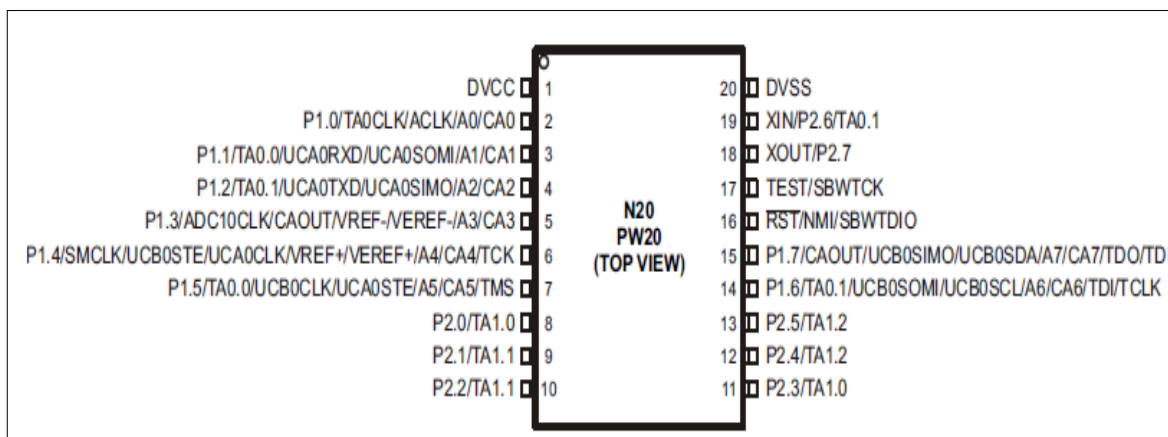 DVCC 1
P1.0/TA0CLK/ACLK/A0/CA0 2
P1.1/TA0.0/UCA0RXD/UCA0SOMI/A1/CA1 3
P1.2/TA0.1/UCA0TXD/UCA0SIMO/A2/CA2 4
P1.3/ADC10CLK/CAOUT/VREF-/VEREF-/A3/CA3 5
P1.4/SMCLK/UCB0STE/UCA0CLK/VREF+/VEREF+/A4/CA4/TCK 6
P1.5/TA0.0/UCB0CLK/UCA0STE/A5/CA5/TMS 7
P2.0/TA1.0 8
P2.1/TA1.1 9
P2.2/TA1.1 10
N20
PW20
(TOP VIEW)
20 DVSS
19 XIN/P2.6/TA0.1
18 XOUT/P2.7
17 TEST/SBWTCK
16 RST/NMI/SBWTDIO
15 P1.7/CAOUT/UCB0SIMO/UCB0SDA/A7/CA7/TDO/TD
14 P1.6/TA0.1/UCB0SOMI/UCB0SCL/A6/CA6/TDI/TCLK
13 P2.5/TA1.2
12 P2.4/TA1.2
11 P2.3/TA1.0